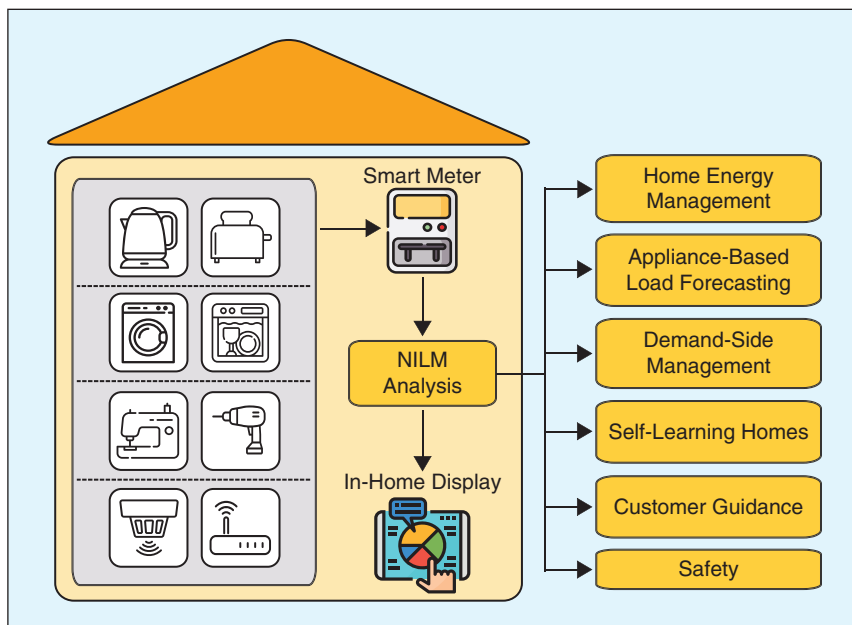 Smart Meter
NILM
Analysis
In-Home Display
Home Energy
Management
Appliance-Based
Load Forecasting
Demand-Side
Management
Self-Learning Homes
Customer Guidance
Safety